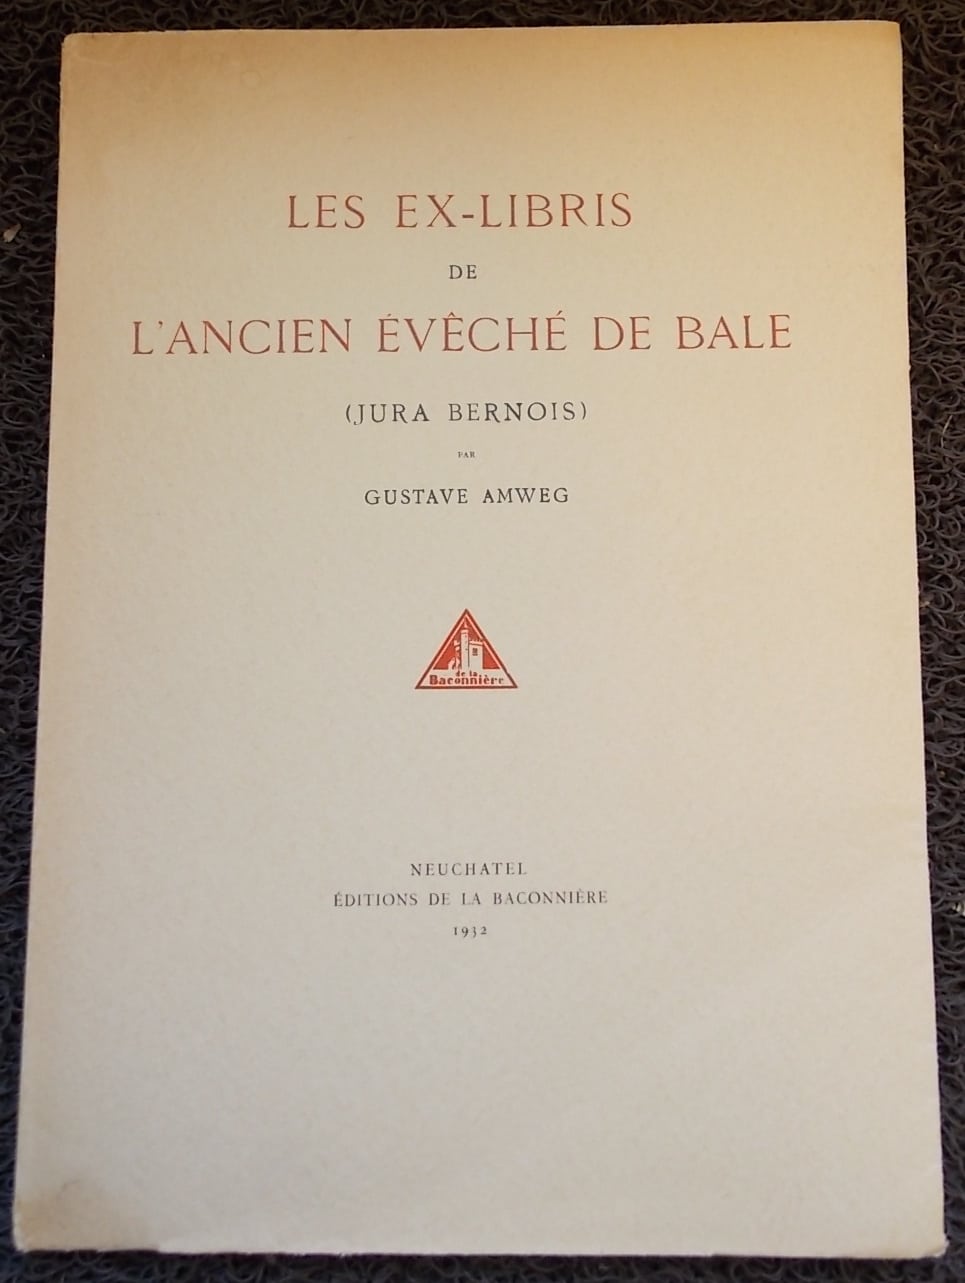 LES EX-LIBRIS
DE
L'ANCIEN ÉVÊCHÉ DE BALE
(JURA BERNOIS)
PAR
GUSTAVE AMWEG
de la
Baconnière
NEUCHATEL
ÉDITIONS DE LA BACONNIÈRE
1932